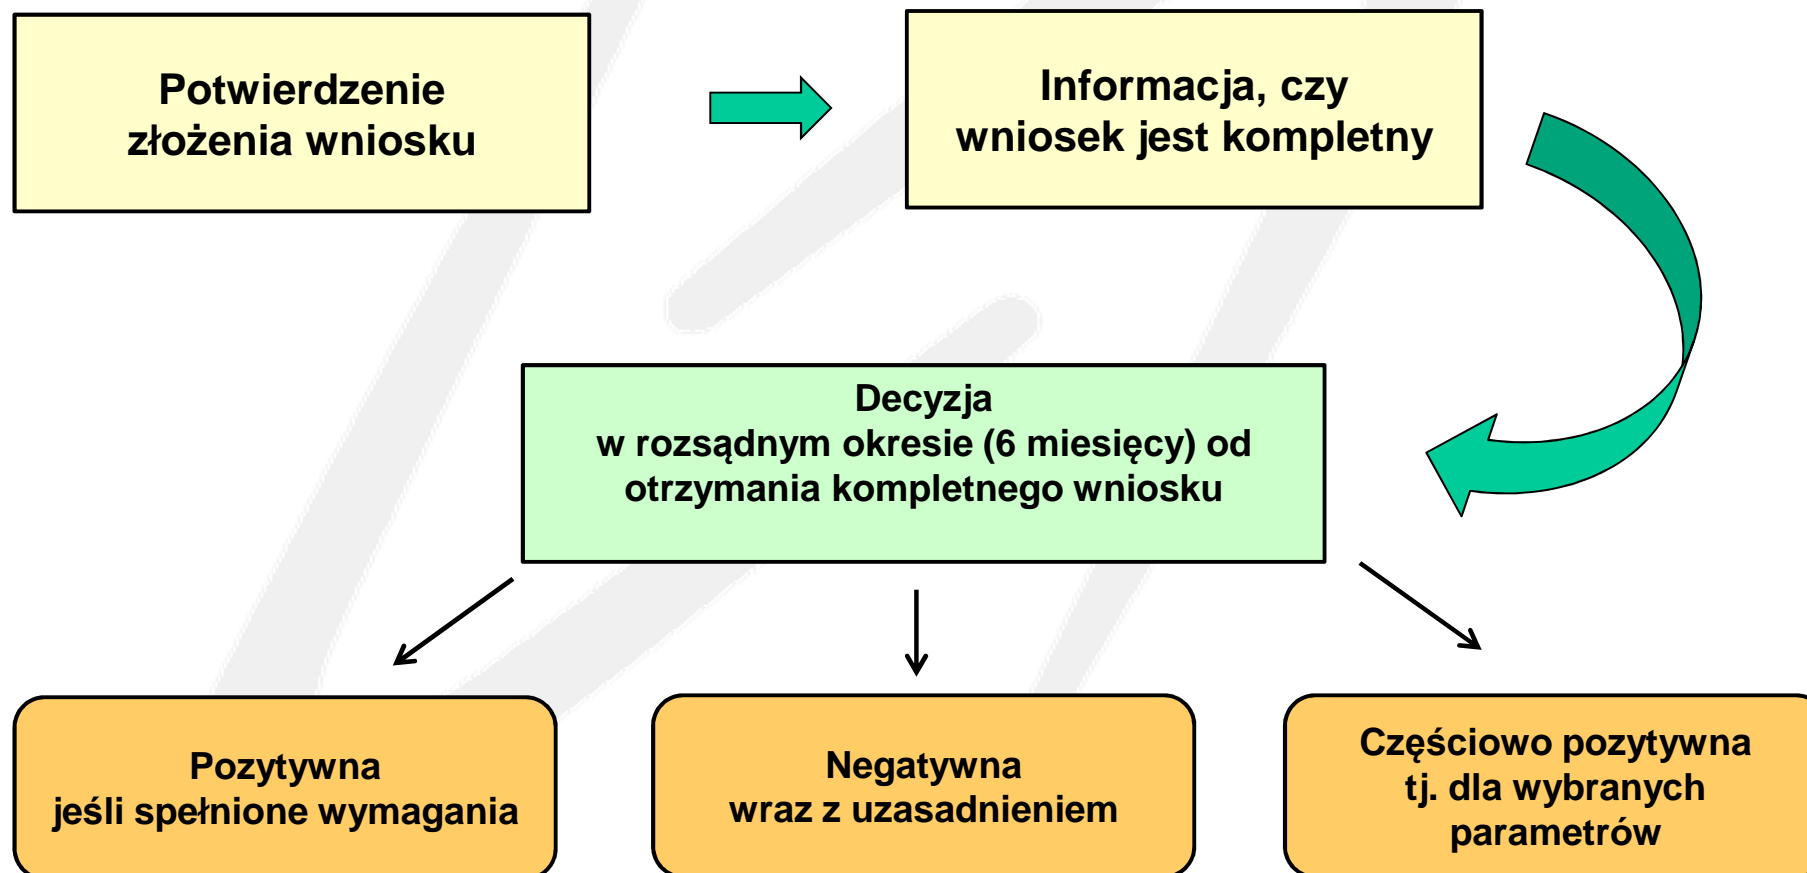 Potwierdzenie
złożenia wniosku
Informacja, czy
wniosek jest kompletny
Decyzja
w rozsądnym okresie (6 miesięcy) od
otrzymania kompletnego wniosku
Pozytywna
jeśli spełnione wymagania
Negatywna
wraz z uzasadnieniem
Częściowo pozytywna
tj. dla wybranych
parametrów